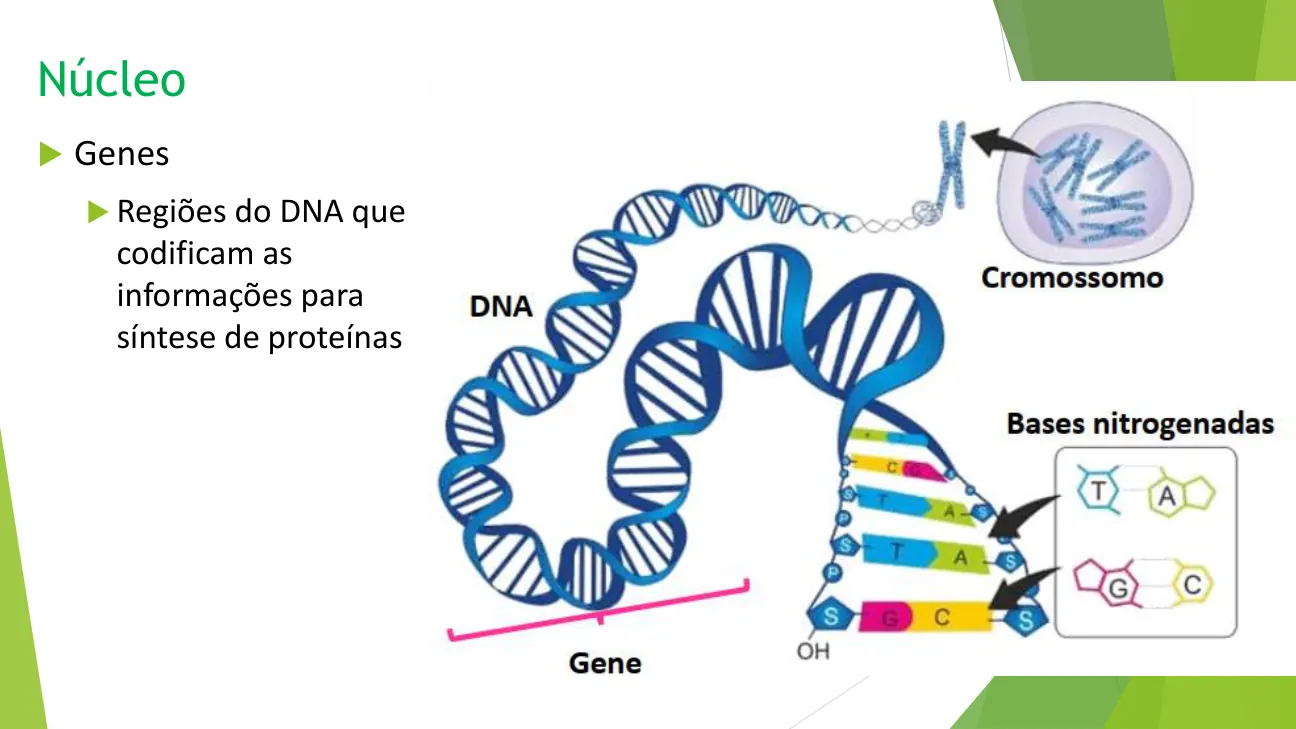 Núcleo
Genes
Regiões do DNA que
codificam as
informações para
síntese de proteínas
Cromossomo
DNA
Bases nitrogenadas
T A
G C
C G
S T A S
P
S T A S
P
S G C S
OH
Gene